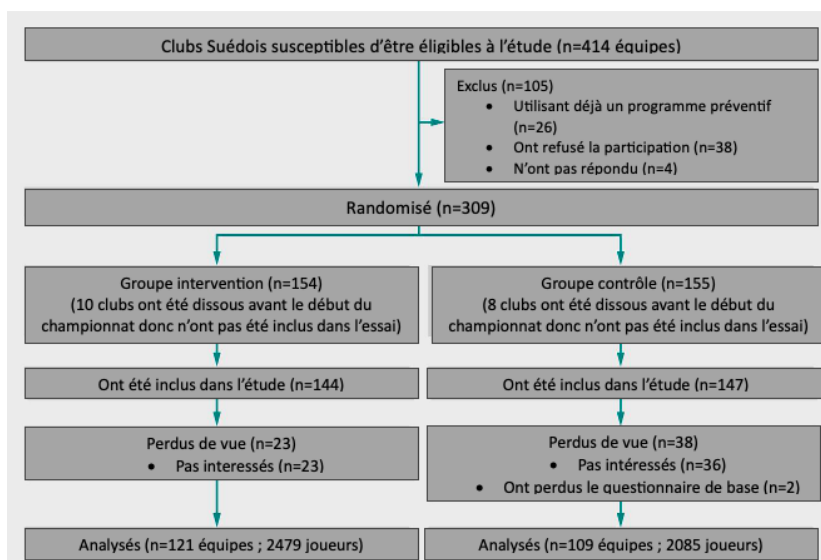 Clubs Suédois susceptibles d'être éligibles à l'étude (n=414 équipes)
Exclus (n=105)
• Utilisant déjà un programme préventif
(n=26)
• Ont refusé la participation (n=38)
• N'ont pas répondu (n=4)
Randomisé (n=309)
Groupe intervention (n=154)
(10 clubs ont été dissous avant le début du
championnat donc n'ont pas été inclus dans l'essai)
Groupe contrôle (n=155)
(8 clubs ont été dissous avant le début du
championnat donc n'ont pas été inclus dans l'essai)
Ont été inclus dans l'étude (n=144)
Ont été inclus dans l'étude (n=147)
Perdus de vue (n=23)
• Pas interessés (n=23)
Perdus de vue (n=38)
• Pas intéressés (n=36)
• Ont perdus le questionnaire de base (n=2)
Analysés (n=121 équipes ; 2479 joueurs)
Analysés (n=109 équipes ; 2085 joueurs)